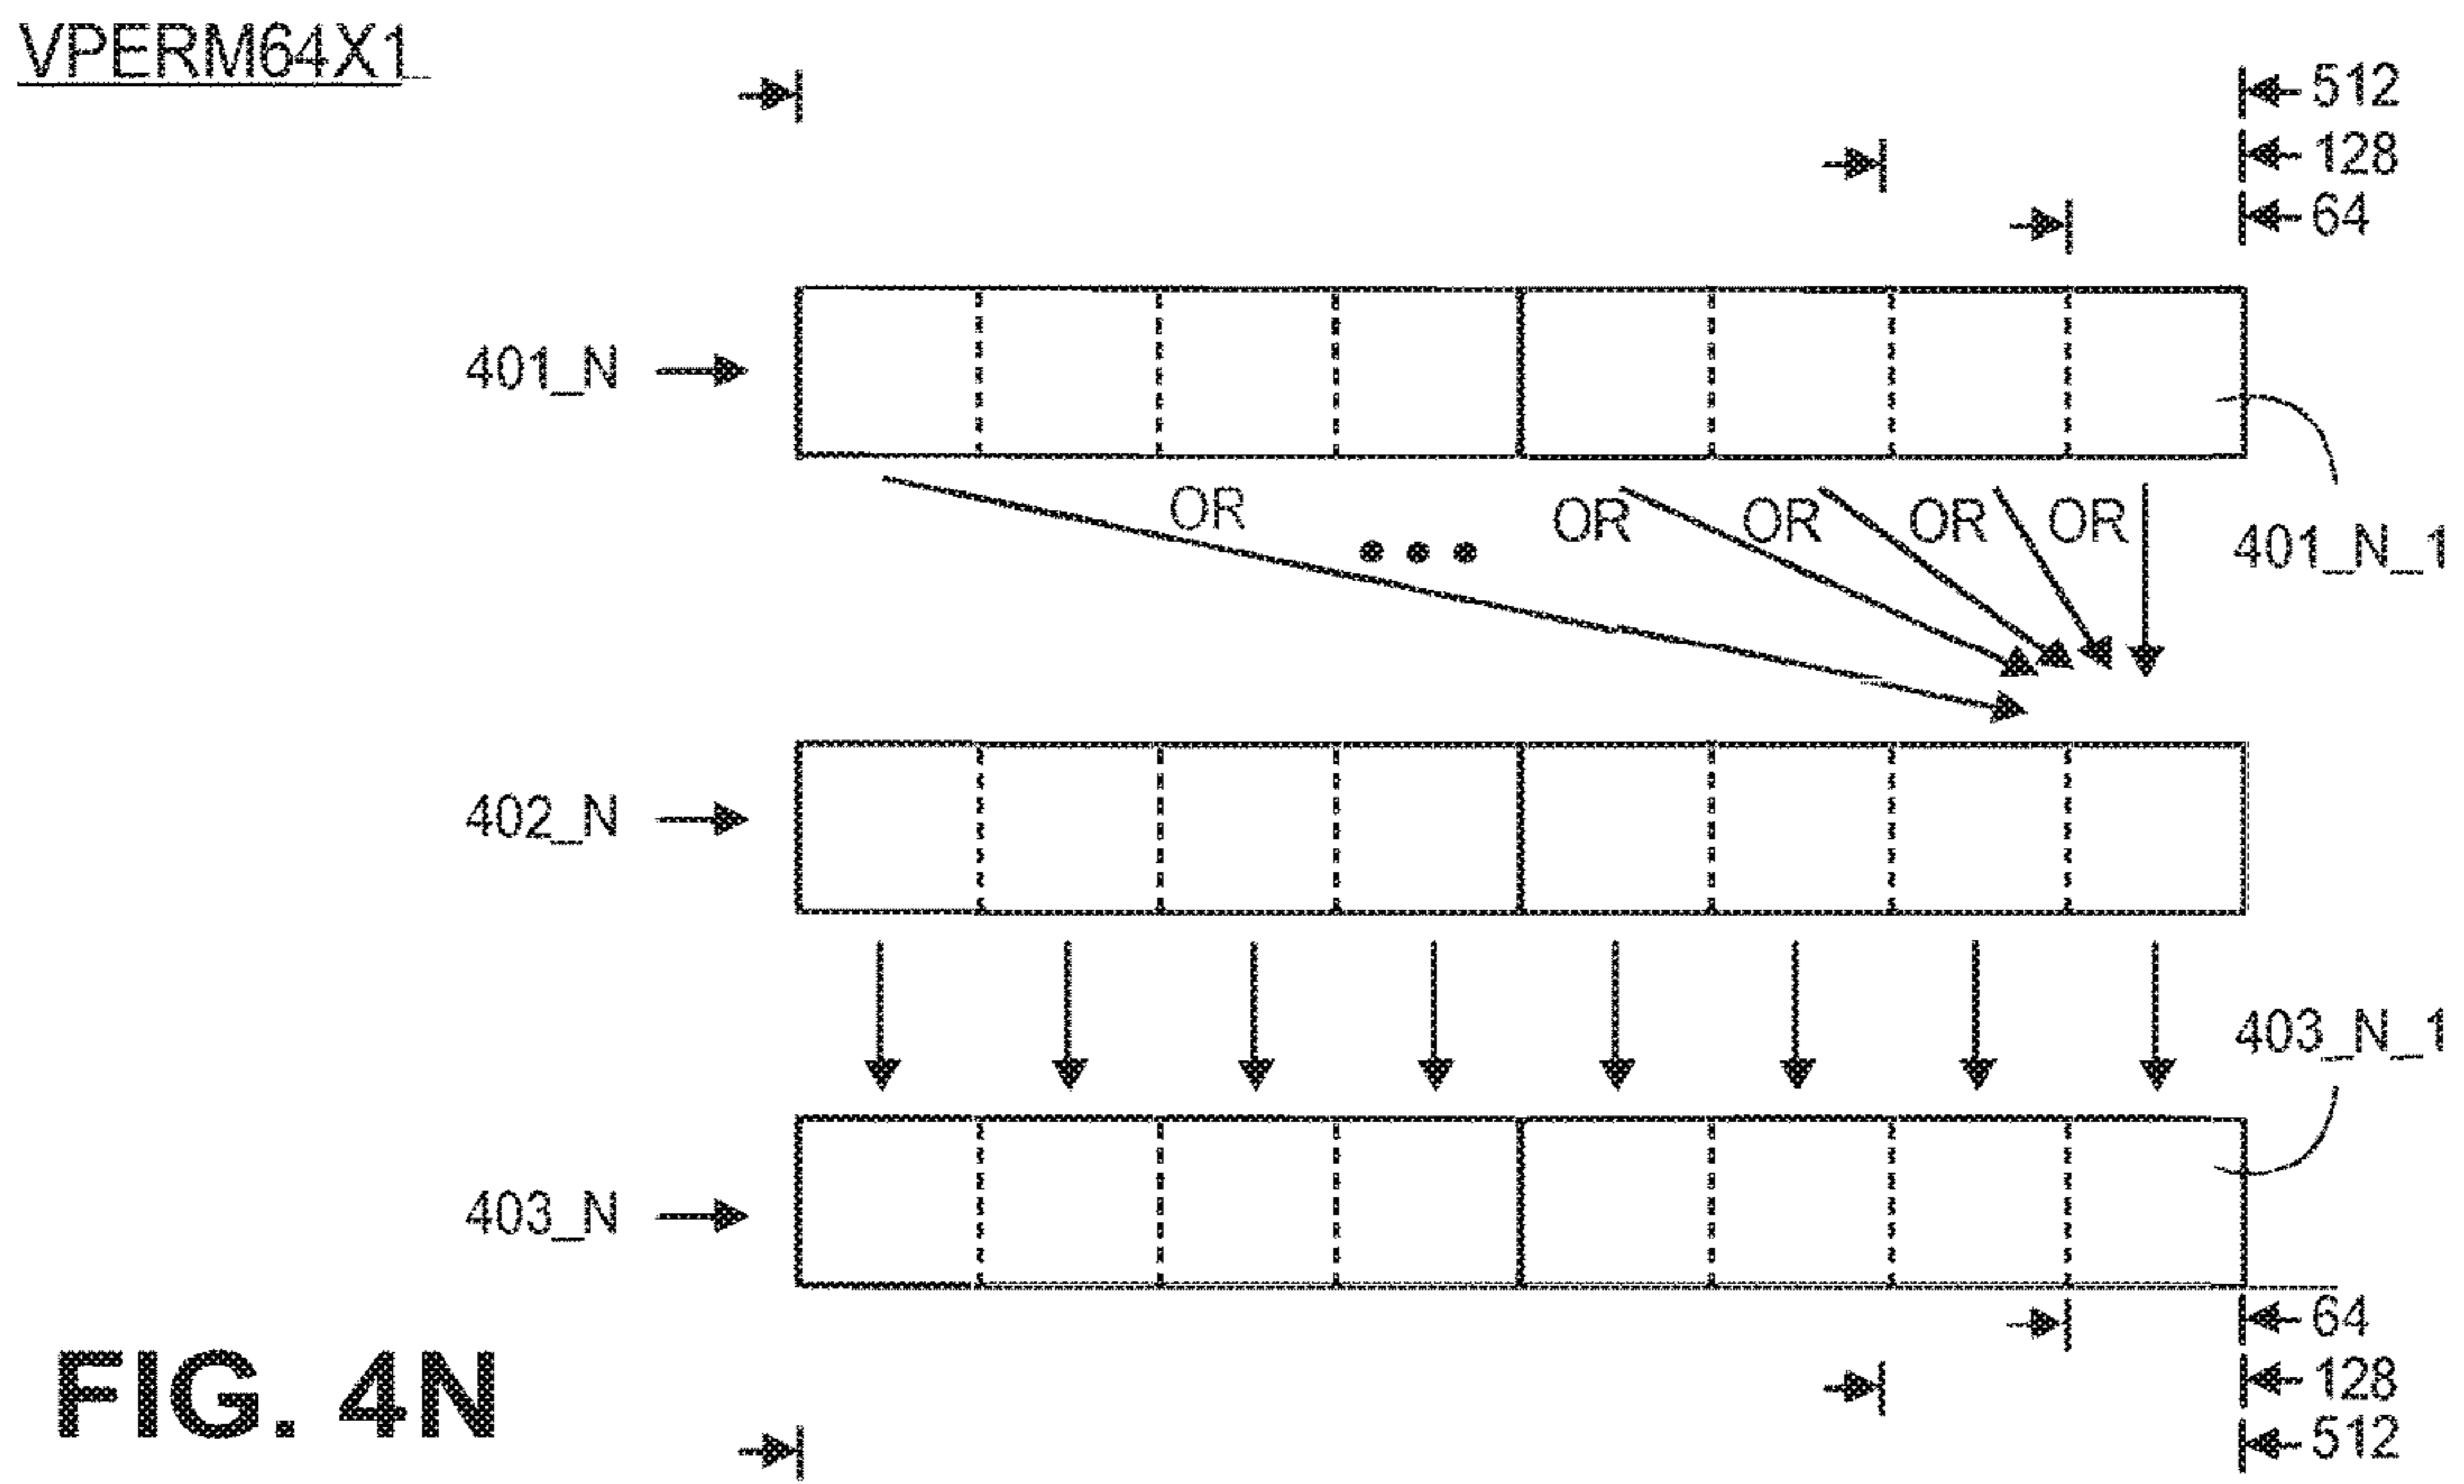 VPERM64X1
512
128
64
401_N
OR OR OR OR OR
401_N_1
402_N
403_N_1
403_N
64
128
512
FIG. 4N